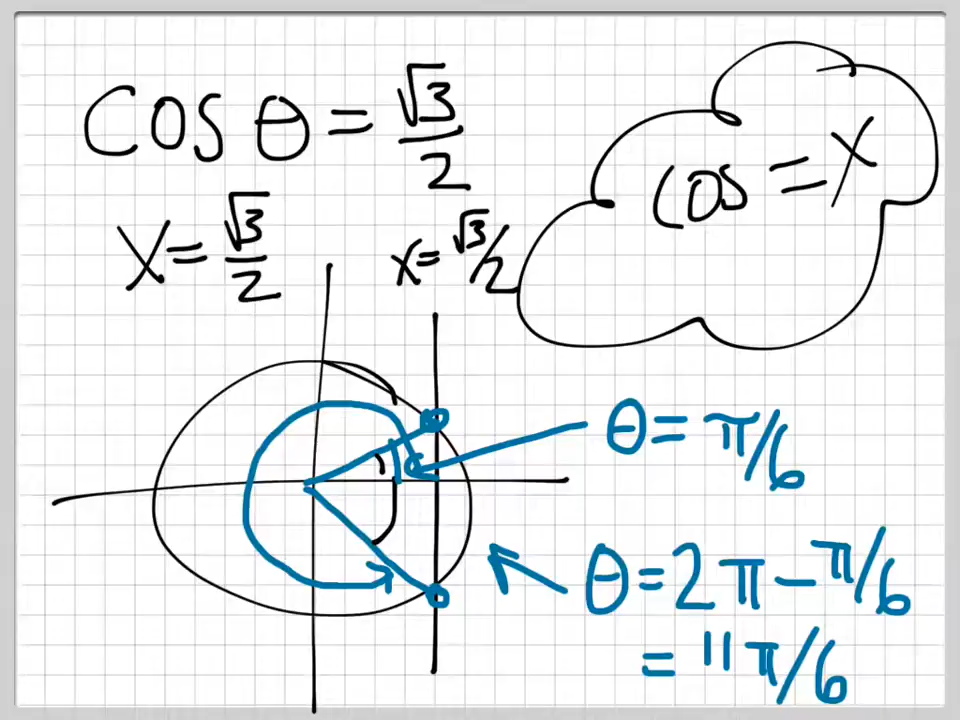 cos θ = √3/2
cos = x
x = √3/2
x = √3/2
θ = π/6
θ = 2π − π/6
= 11π/6